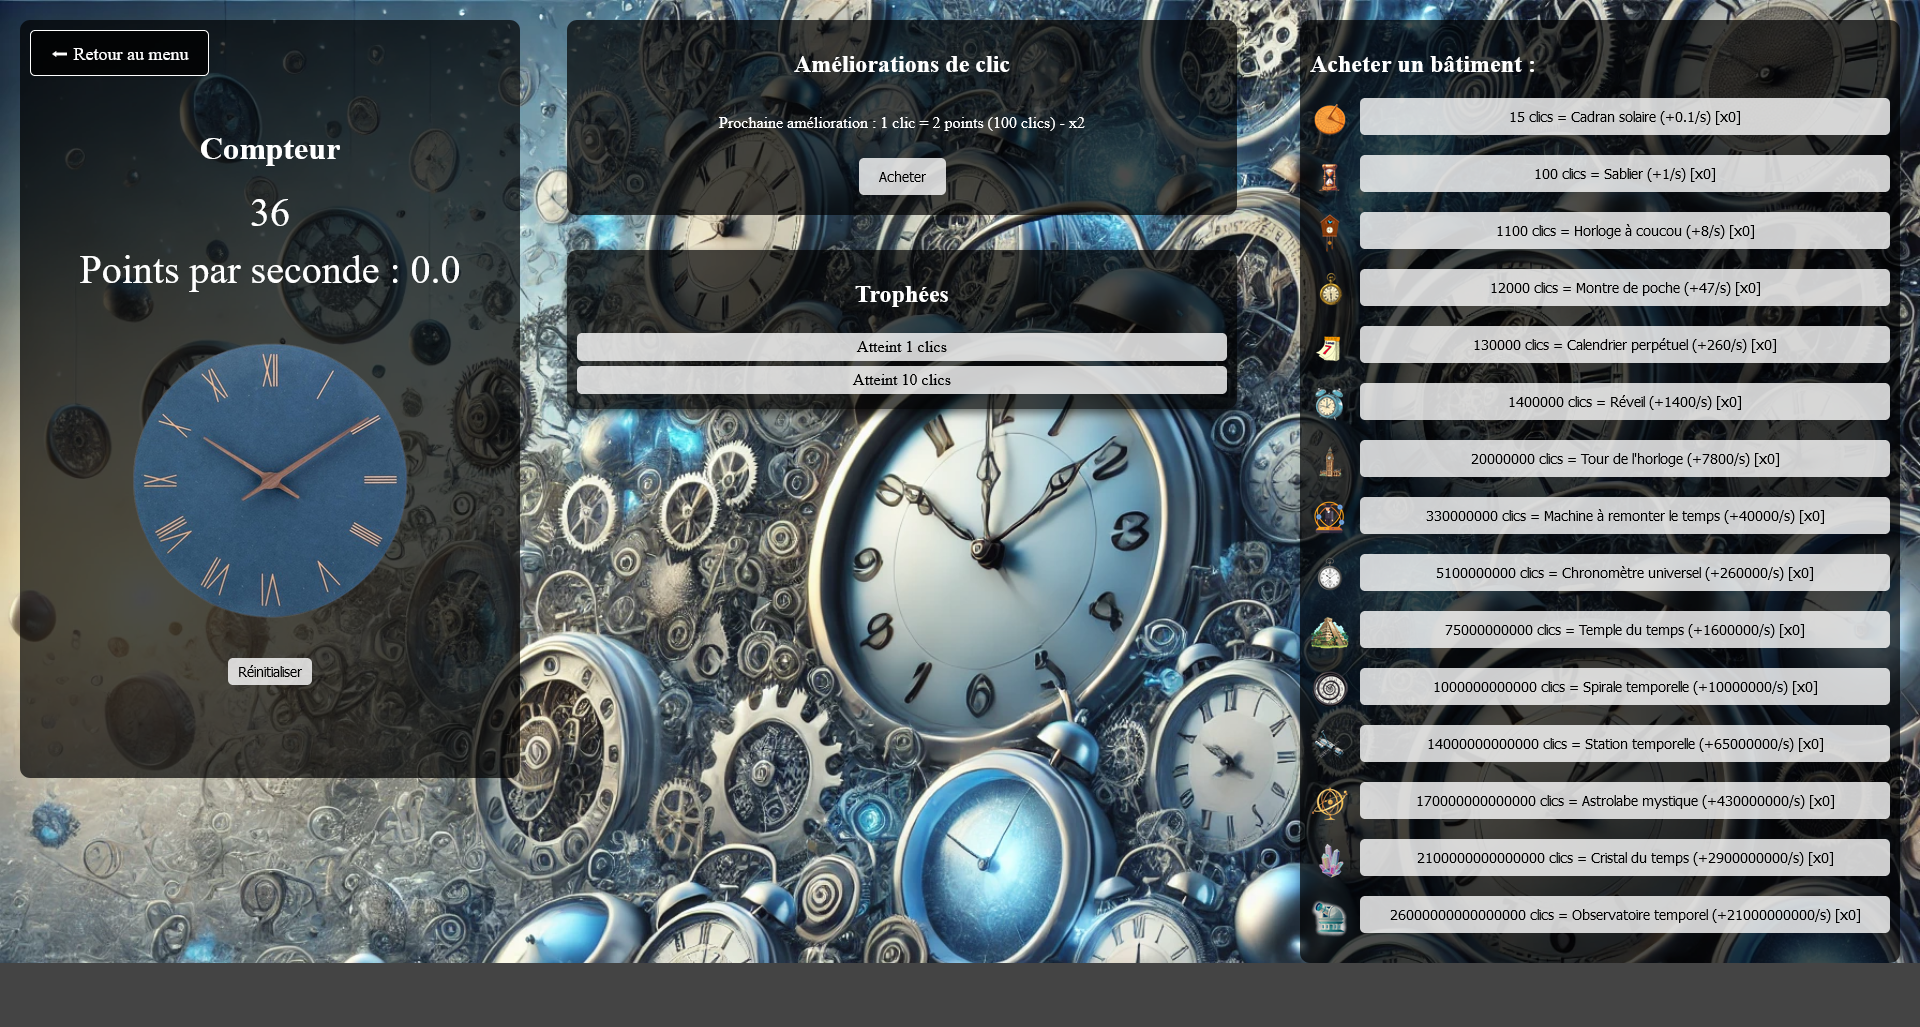 ⬅ Retour au menu
Compteur
36
Points par seconde : 0.0
Réinitialiser
Améliorations de clic
Prochaine amélioration : 1 clic = 2 points (100 clics) - x2
Acheter
Trophées
Atteint 1 clics
Atteint 10 clics
Acheter un bâtiment :
15 clics = Cadran solaire (+0.1/s) [x0]
100 clics = Sablier (+1/s) [x0]
1100 clics = Horloge à coucou (+8/s) [x0]
12000 clics = Montre de poche (+47/s) [x0]
130000 clics = Calendrier perpétuel (+260/s) [x0]
1400000 clics = Réveil (+1400/s) [x0]
20000000 clics = Tour de l'horloge (+7800/s) [x0]
330000000 clics = Machine à remonter le temps (+40000/s) [x0]
5100000000 clics = Chronomètre universel (+260000/s) [x0]
75000000000 clics = Temple du temps (+1600000/s) [x0]
1000000000000 clics = Spirale temporelle (+10000000/s) [x0]
14000000000000 clics = Station temporelle (+65000000/s) [x0]
170000000000000 clics = Astrolabe mystique (+430000000/s) [x0]
2100000000000000 clics = Cristal du temps (+2900000000/s) [x0]
26000000000000000 clics = Observatoire temporel (+21000000000/s) [x0]